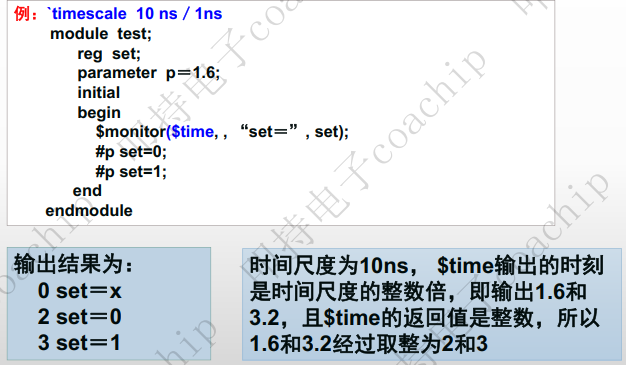 例：`timescale 10 ns / 1ns
module test;
reg set;
parameter p＝1.6;
initial
begin
$monitor($time, , “set＝”, set);
#p set=0;
#p set=1;
end
endmodule
输出结果为：
0 set＝x
2 set＝0
3 set＝1
时间尺度为10ns， $time输出的时刻
是时间尺度的整数倍，即输出1.6和
3.2，且$time的返回值是整数，所以
1.6和3.2经过取整为2和3